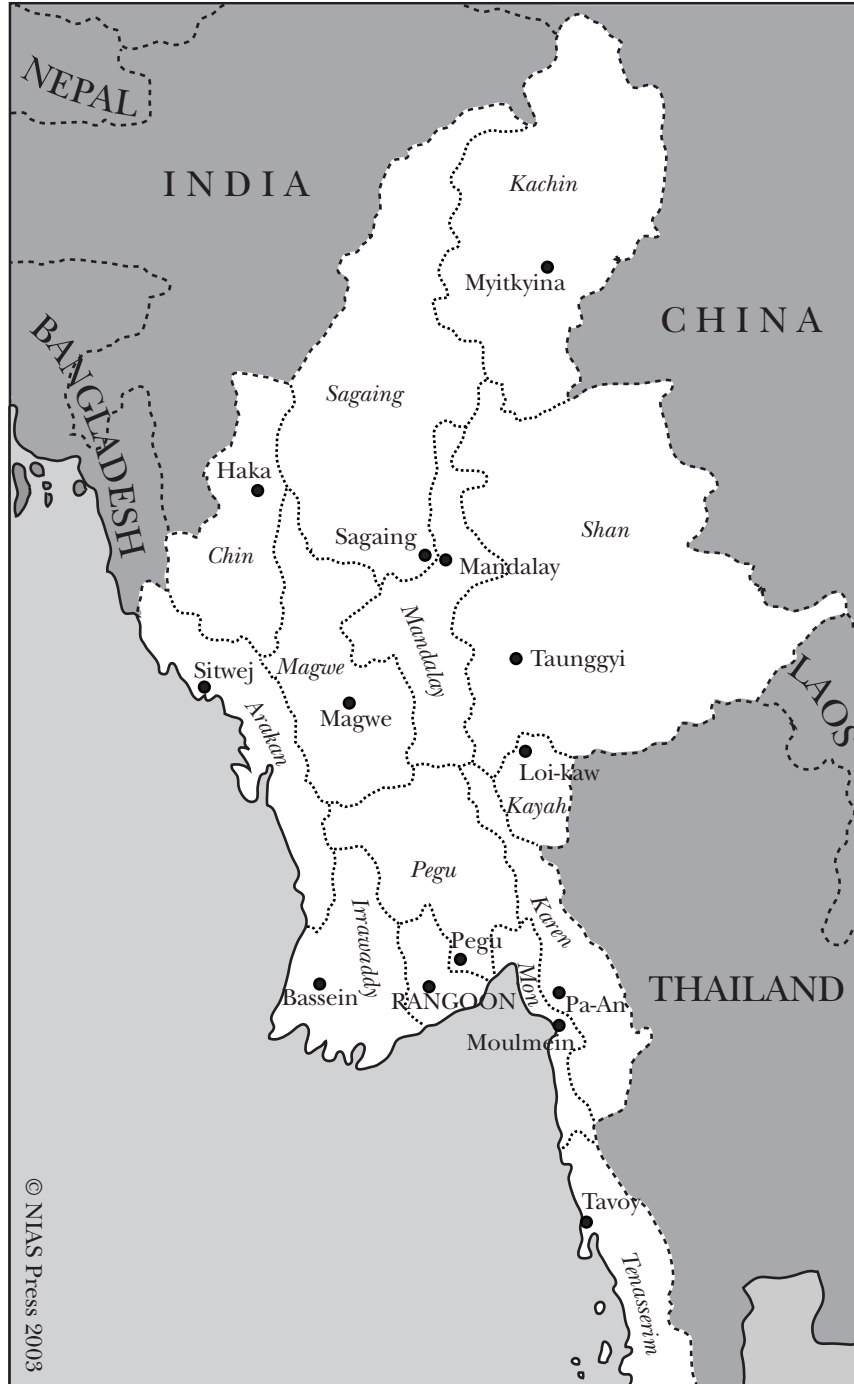 NEPAL
INDIA
Kachin
Myitkyina
CHINA
BANGLADESH
Sagaing
Haka
Shan
Sagaing
Chin
Mandalay
Mandalay
Taunggyi
Magwe
Sitwej
LAOS
Magwe
Arakan
Loi-kaw
Kayah
Pegu
Irrawaddy
Karen
Pegu
Mon
THAILAND
Bassein
RANGOON
Pa-An
Moulmein
Tavoy
Tenasserim
© NIAS Press 2003